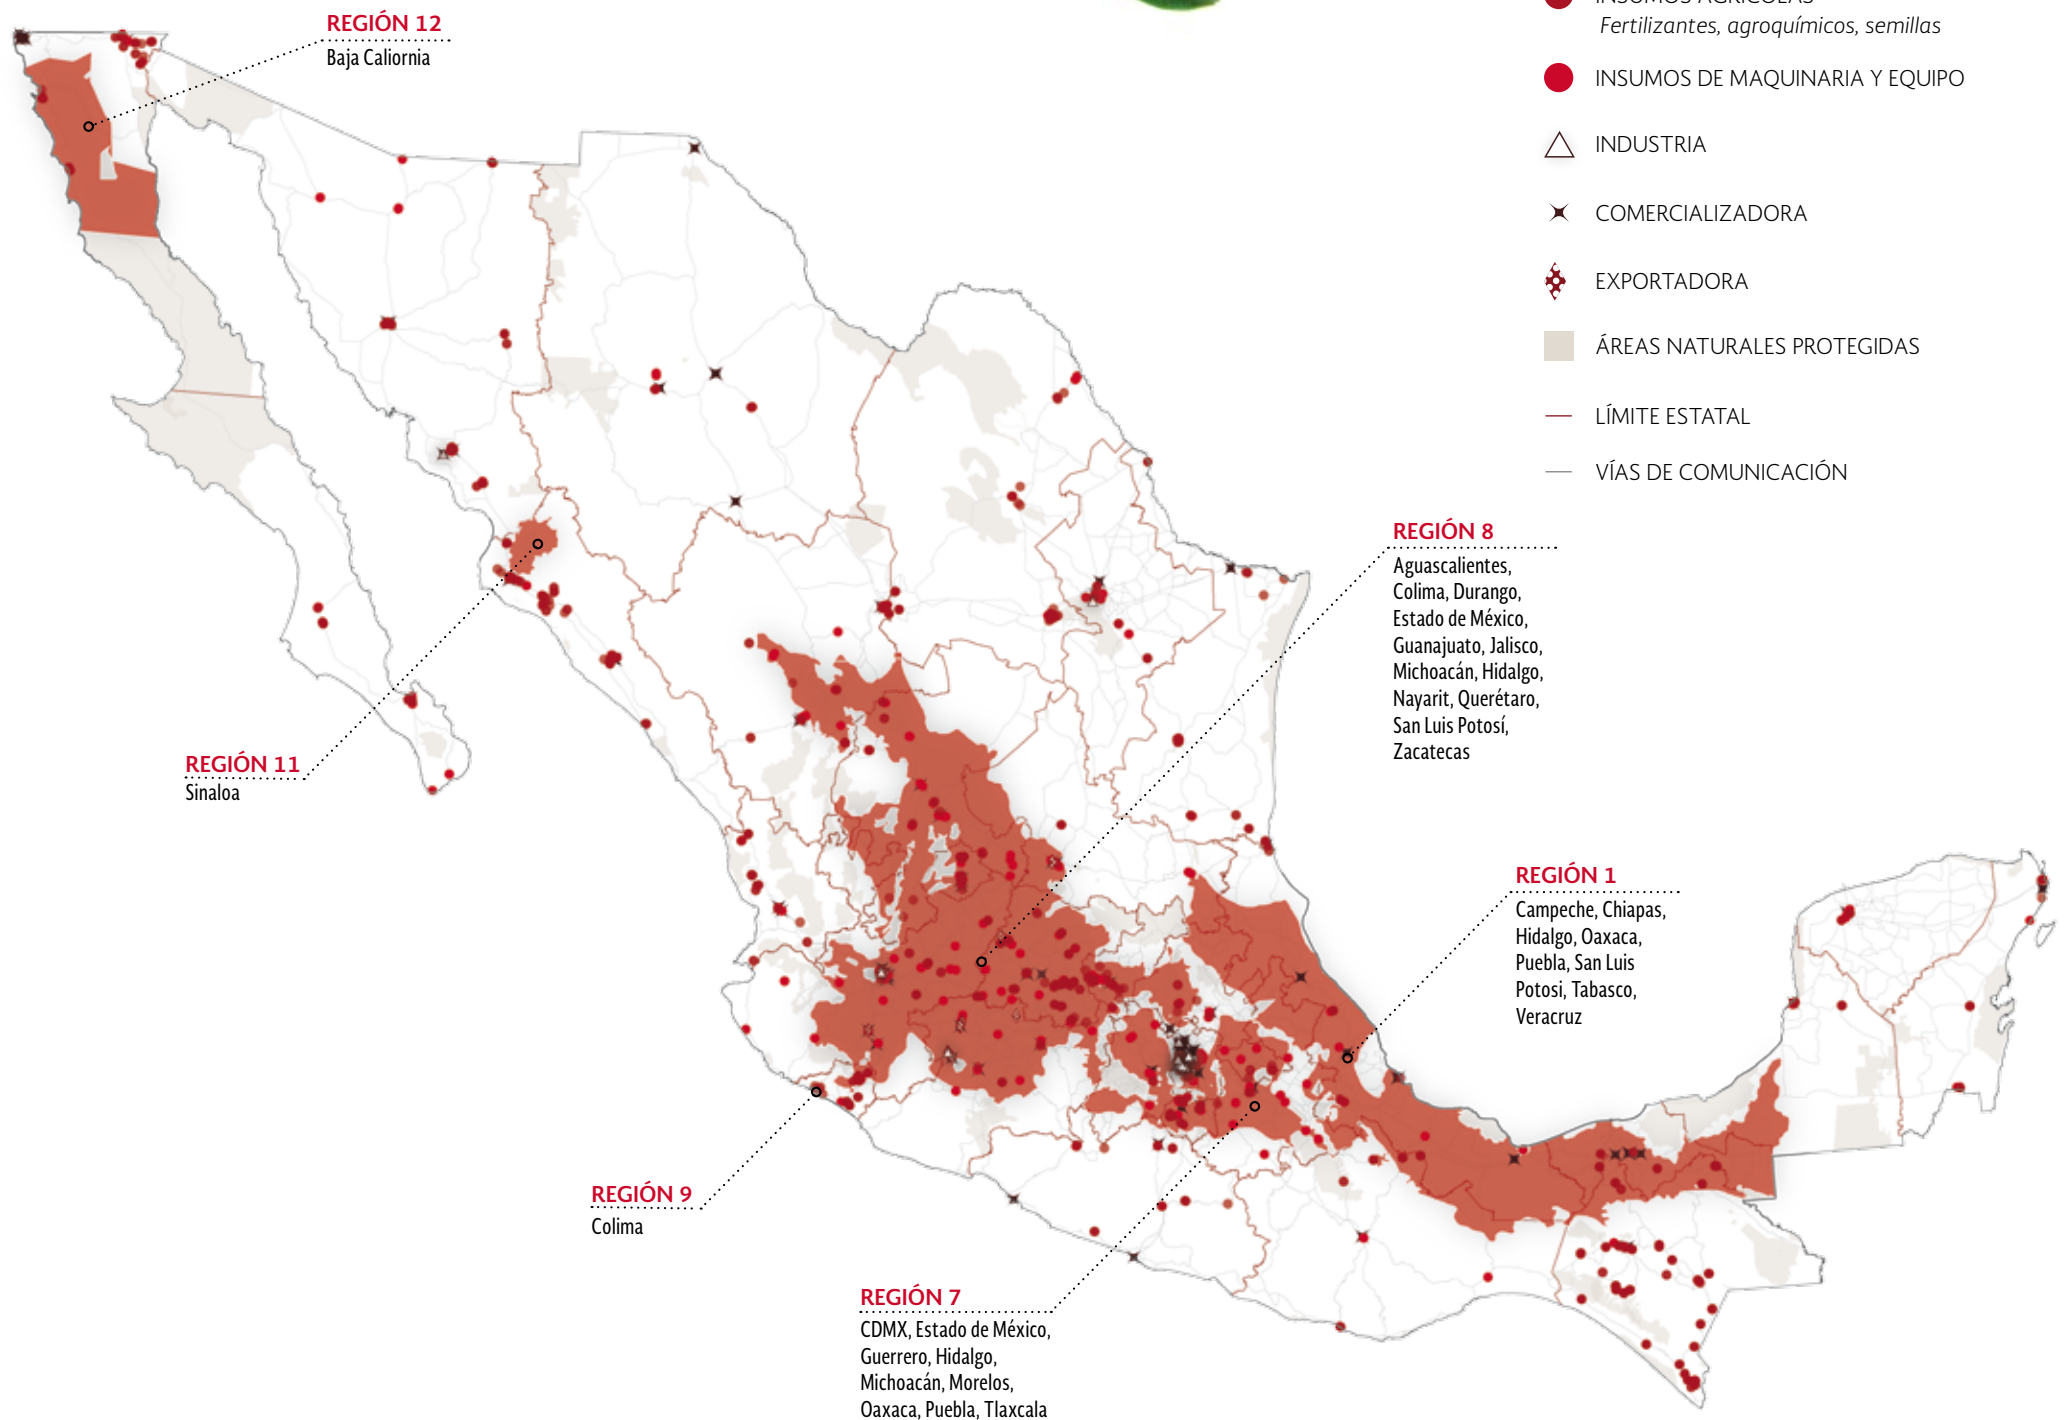 INSUMOS AGRÍCOLAS
Fertilizantes, agroquímicos, semillas
INSUMOS DE MAQUINARIA Y EQUIPO
INDUSTRIA
COMERCIALIZADORA
EXPORTADORA
ÁREAS NATURALES PROTEGIDAS
LÍMITE ESTATAL
VÍAS DE COMUNICACIÓN
REGIÓN 12
Baja Caliornia
REGIÓN 8
Aguascalientes,
Colima, Durango,
Estado de México,
Guanajuato, Jalisco,
Michoacán, Hidalgo,
Nayarit, Querétaro,
San Luis Potosí,
Zacatecas
REGIÓN 11
Sinaloa
REGIÓN 1
Campeche, Chiapas,
Hidalgo, Oaxaca,
Puebla, San Luis
Potosi, Tabasco,
Veracruz
REGIÓN 9
Colima
REGIÓN 7
CDMX, Estado de México,
Guerrero, Hidalgo,
Michoacán, Morelos,
Oaxaca, Puebla, Tlaxcala